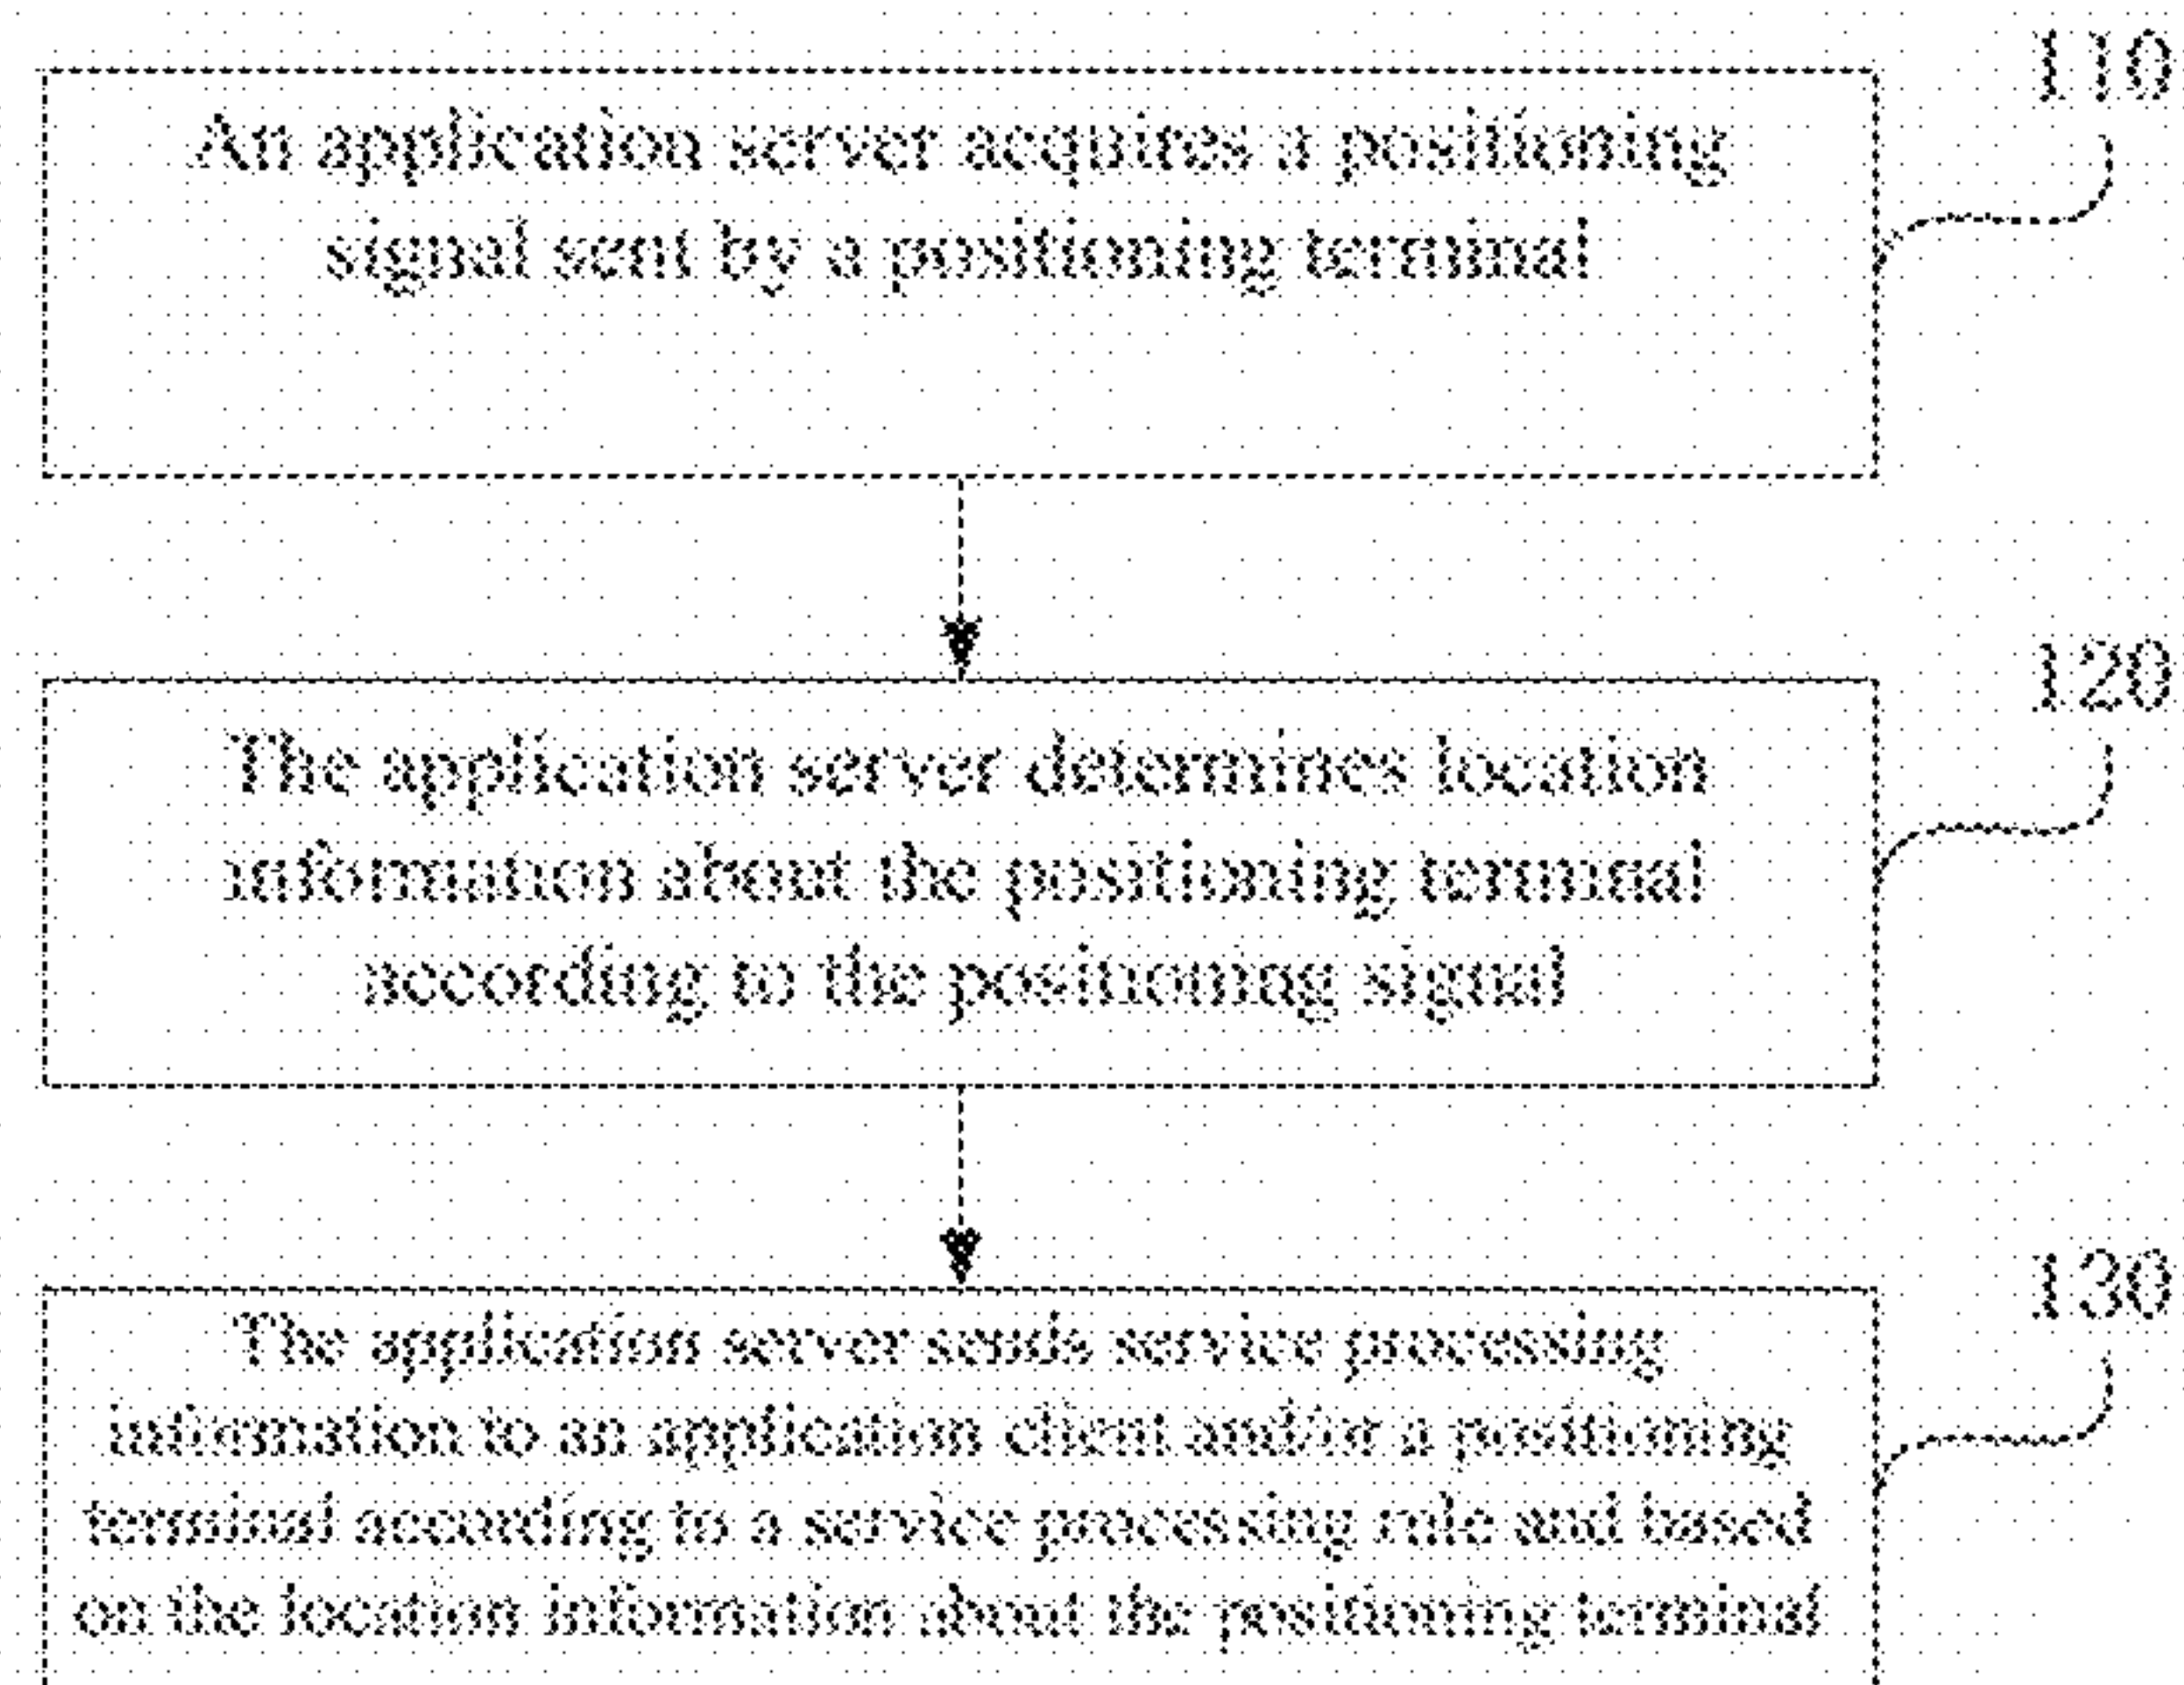 110
An application server acquires a positioning
signal sent by a positioning terminal
120
The application server determines location
information about the positioning terminal
according to the positioning signal
130
The application server sends service processing
information to an application client and/or a positioning
terminal according to a service processing rule and based
on the location information about the positioning terminal